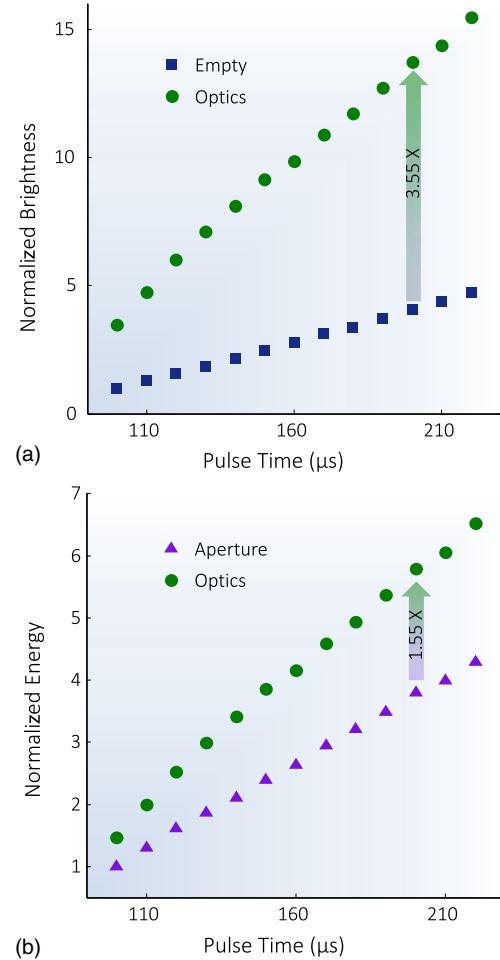 15
Empty
Optics
10
3.55 X
Normalized Brightness
5
0
110
160
210
(a)
Pulse Time (µs)
7
Aperture
6
Optics
5
1.55 X
Normalized Energy
4
3
2
1
110
160
210
(b)
Pulse Time (µs)